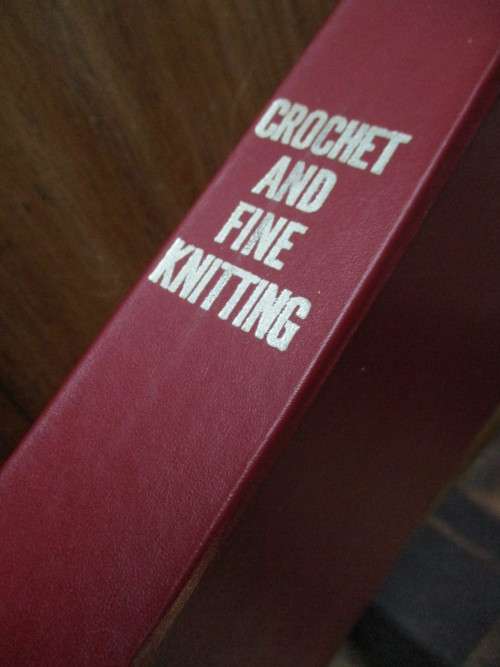 CROCHET
AND
FINE
KNITTING